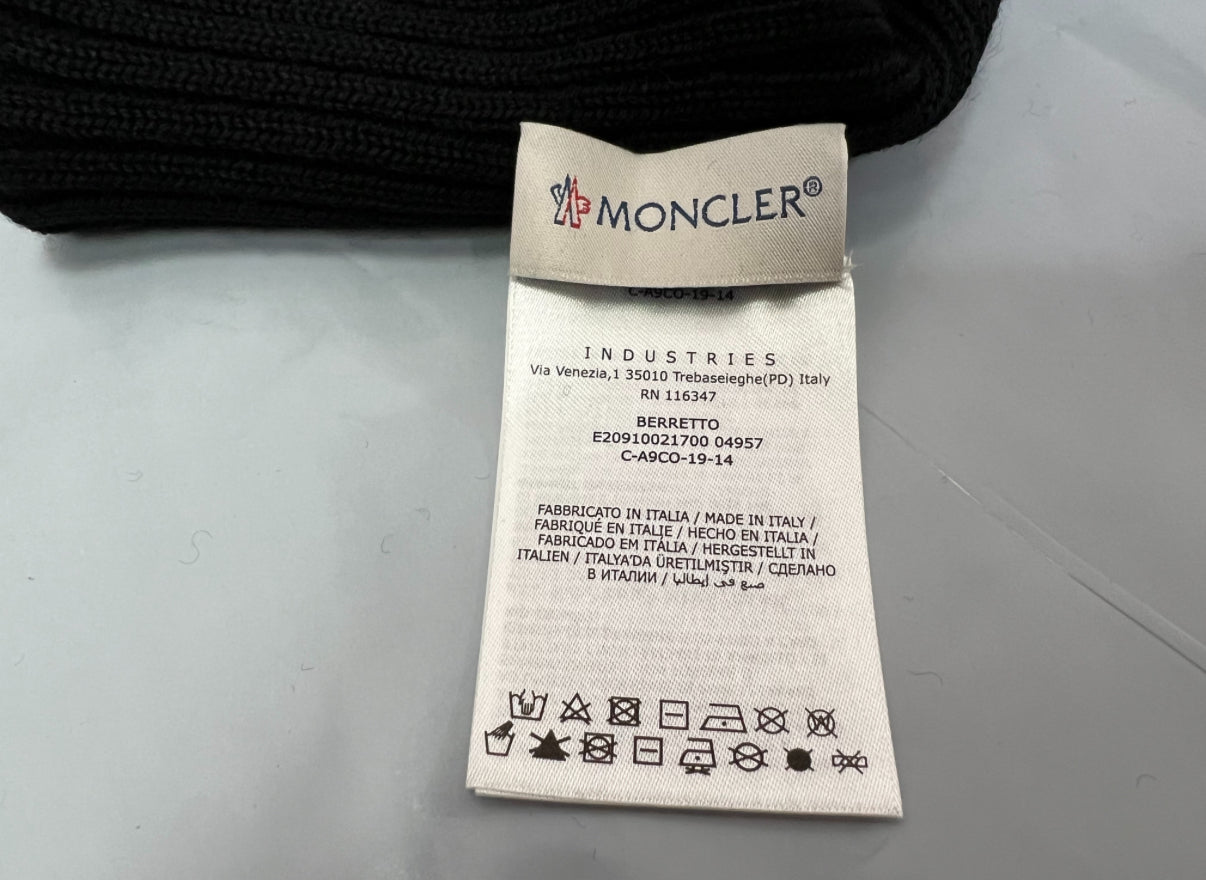 MONCLER®
C-A9CO-19-14
INDUSTRIES
Via Venezia,1 35010 Trebaseieghe(PD) Italy
RN 116347
BERRETTO
E20910021700 04957
C-A9CO-19-14
FABBRICATO IN ITALIA / MADE IN ITALY /
FABRIQUÉ EN ITALIE / HECHO EN ITALIA /
FABRICADO EM ITÁLIA / HERGESTELLT IN
ITALIEN / ITALYA'DA ÜRETILMIŞTIR / СДЕЛАНО
В ИТАЛИИ / صنع في إيطاليا
W